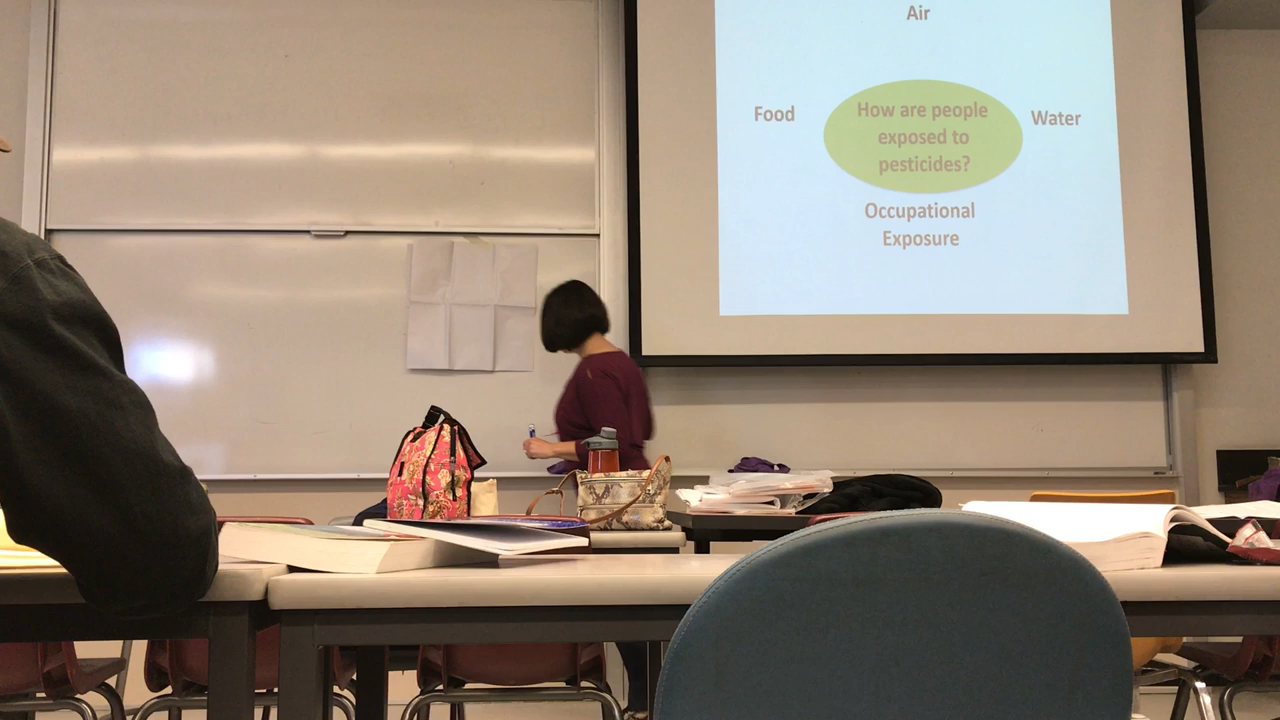 Air
Food
How are people
exposed to
pesticides?
Water
Occupational
Exposure